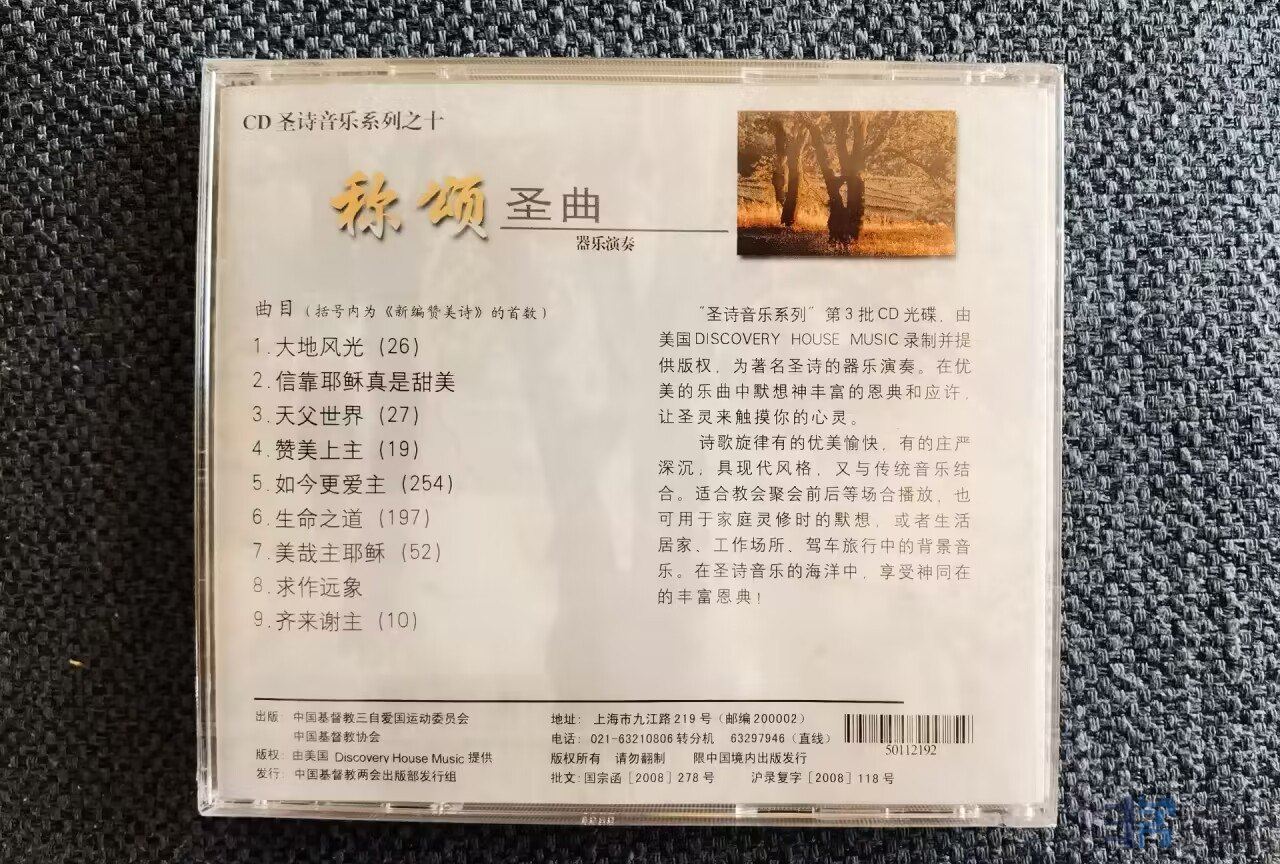 CD 圣诗音乐系列之十
称颂 圣曲
器乐演奏
曲目（括号内为《新编赞美诗》的首数）
1.大地风光（26）
2.信靠耶稣真是甜美
3.天父世界（27）
4.赞美上主（19）
5.如今更爱主（254）
6.生命之道（197）
7.美哉主耶稣（52）
8.求作远象
9.齐来谢主（10）
“圣诗音乐系列”第3批CD光碟，由
美国DISCOVERY HOUSE MUSIC录制并提
供版权，为著名圣诗的器乐演奏。在优
美的乐曲中默想神丰富的恩典和应许，
让圣灵来触摸你的心灵。
诗歌旋律有的优美愉快，有的庄严
深沉，具现代风格，又与传统音乐结
合。适合教会聚会前后等场合播放，也
可用于家庭灵修时的默想，或者生活
居家、工作场所、驾车旅行中的背景音
乐。在圣诗音乐的海洋中，享受神同在
的丰富恩典！
出版：中国基督教三自爱国运动委员会
中国基督教协会
版权：由美国 Discovery House Music 提供
发行：中国基督教两会出版部发行组
地址：上海市九江路219号（邮编200002）
电话：021-63210806转分机 63297946（直线）
版权所有 请勿翻制 限中国境内出版发行
批文：国宗函［2008］278号 沪录复字［2008］118号
50112192